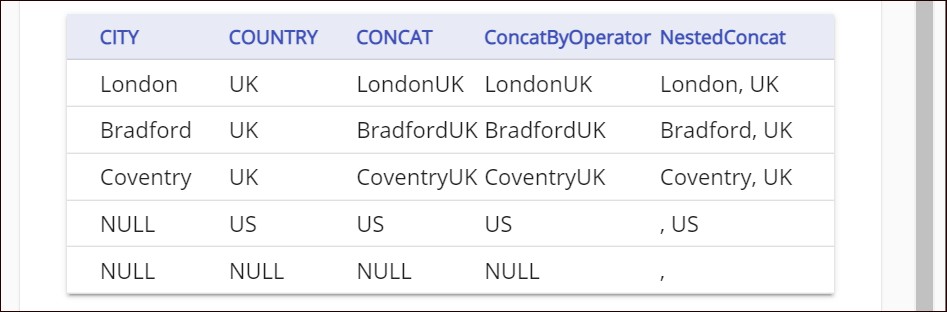 CITY COUNTRY CONCAT ConcatByOperator NestedConcat
London UK LondonUK LondonUK London, UK
Bradford UK BradfordUK BradfordUK Bradford, UK
Coventry UK CoventryUK CoventryUK Coventry, UK
NULL US US US , US
NULL NULL NULL NULL ,